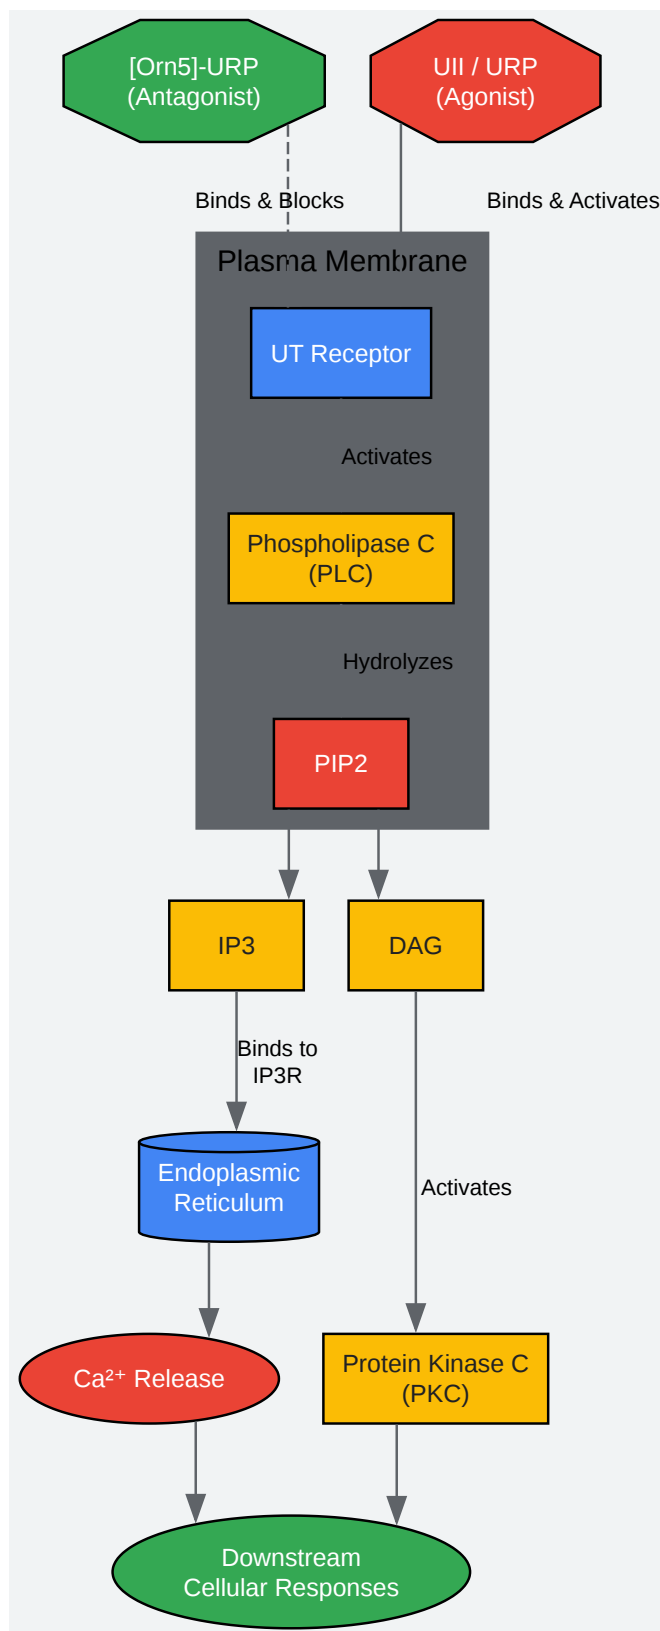 [Orn5]-URP
(Antagonist)
UII / URP
(Agonist)
Binds & Blocks
Binds & Activates
Plasma Membrane
UT Receptor
Activates
Phospholipase C
(PLC)
Hydrolyzes
PIP2
IP3
DAG
Binds to
IP3R
Endoplasmic
Reticulum
Activates
Ca²⁺ Release
Protein Kinase C
(PKC)
Downstream
Cellular Responses